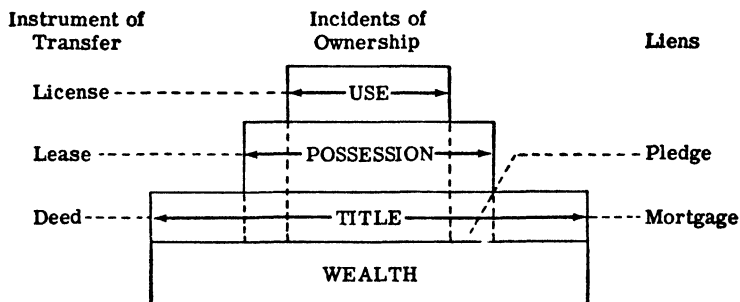 Instrument of
Transfer
Incidents of
Ownership
Liens
License
USE
Lease
POSSESSION
Pledge
Deed
TITLE
Mortgage
WEALTH